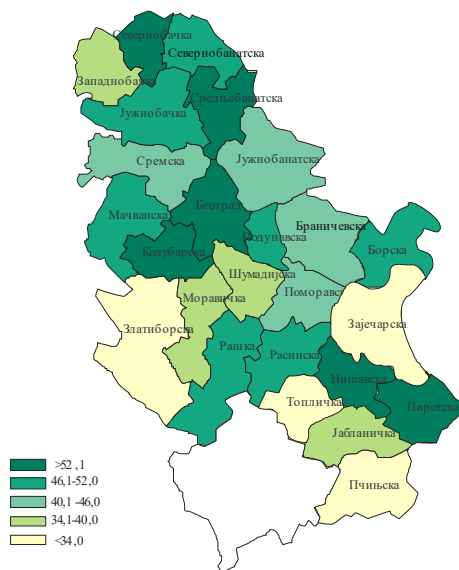 Севернобачка
Севернобанатска
Западнобачка
Средњебанатска
Јужнобачка
Сремска
Јужнобанатска
Београд
Мачванска
Подунавска
Браничевска
Борска
Колубарска
Шумадијска
Поморавс
Моравичка
Златиборска
Зајечарска
Рашка
Расинска
Нишавска
Топличка
Пиротска
Јабланичка
Пчињска
>52 ,1
46,1-52,0
40,1 -46,0
34,1-40,0
<34,0